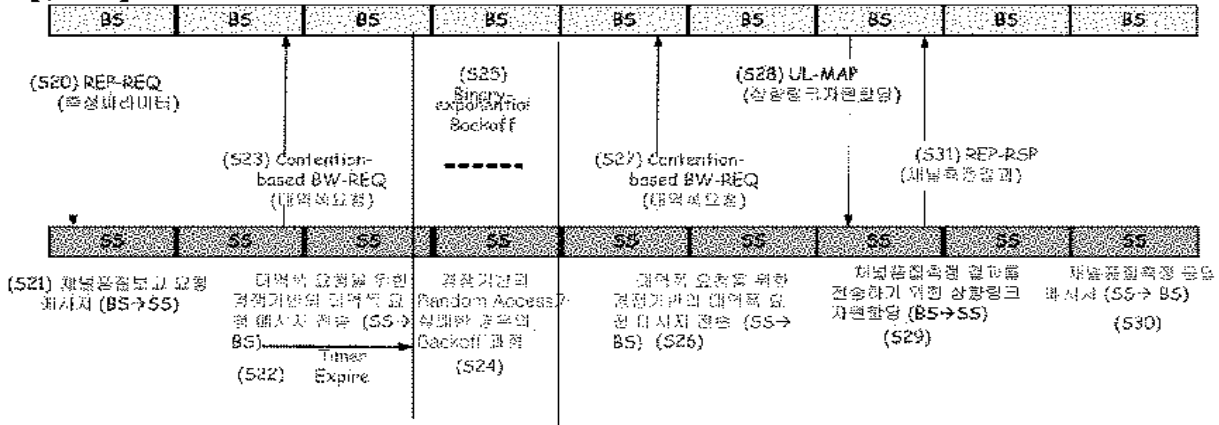 BS BS BS BS BS BS BS BS BS
(S20) REP-REQ
(측정파라미터)
(S23) Contention-
based BW-REQ
(대역폭요청)
(S25)
Binary-
exponential
Backoff
(S27) Contention-
based BW-REQ
(대역폭요청)
(S28) UL-MAP
(상향링크자원할당)
(S31) REP-RSP
(채널측정결과)
SS SS SS SS SS SS SS SS SS
(S21) 채널품질보고 요청
메시지 (BS→SS)
대역폭 요청을 위한
경쟁기반의 대역폭 요
청 메시지 전송 (SS→
BS)
(S22)
Timer
Expire
경쟁기반의
Random Access가
실패한 경우의
Backoff 과정
(S24)
대역폭 요청을 위한
경쟁기반의 대역폭 요
청 메시지 전송 (SS→
BS) (S26)
채널품질측정 결과를
전송하기 위한 상향링크
자원할당 (BS→SS)
(S29)
채널품질측정 응답
메시지 (SS→ BS)
(S30)